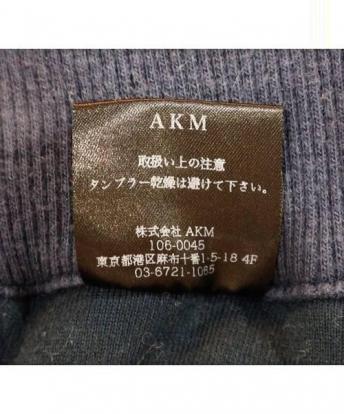 AKM
取扱い上の注意
タンブラー乾燥は避けて下さい。
株式会社 AKM
106-0045
東京都港区麻布十番1-5-18 4F
03-6721-1065